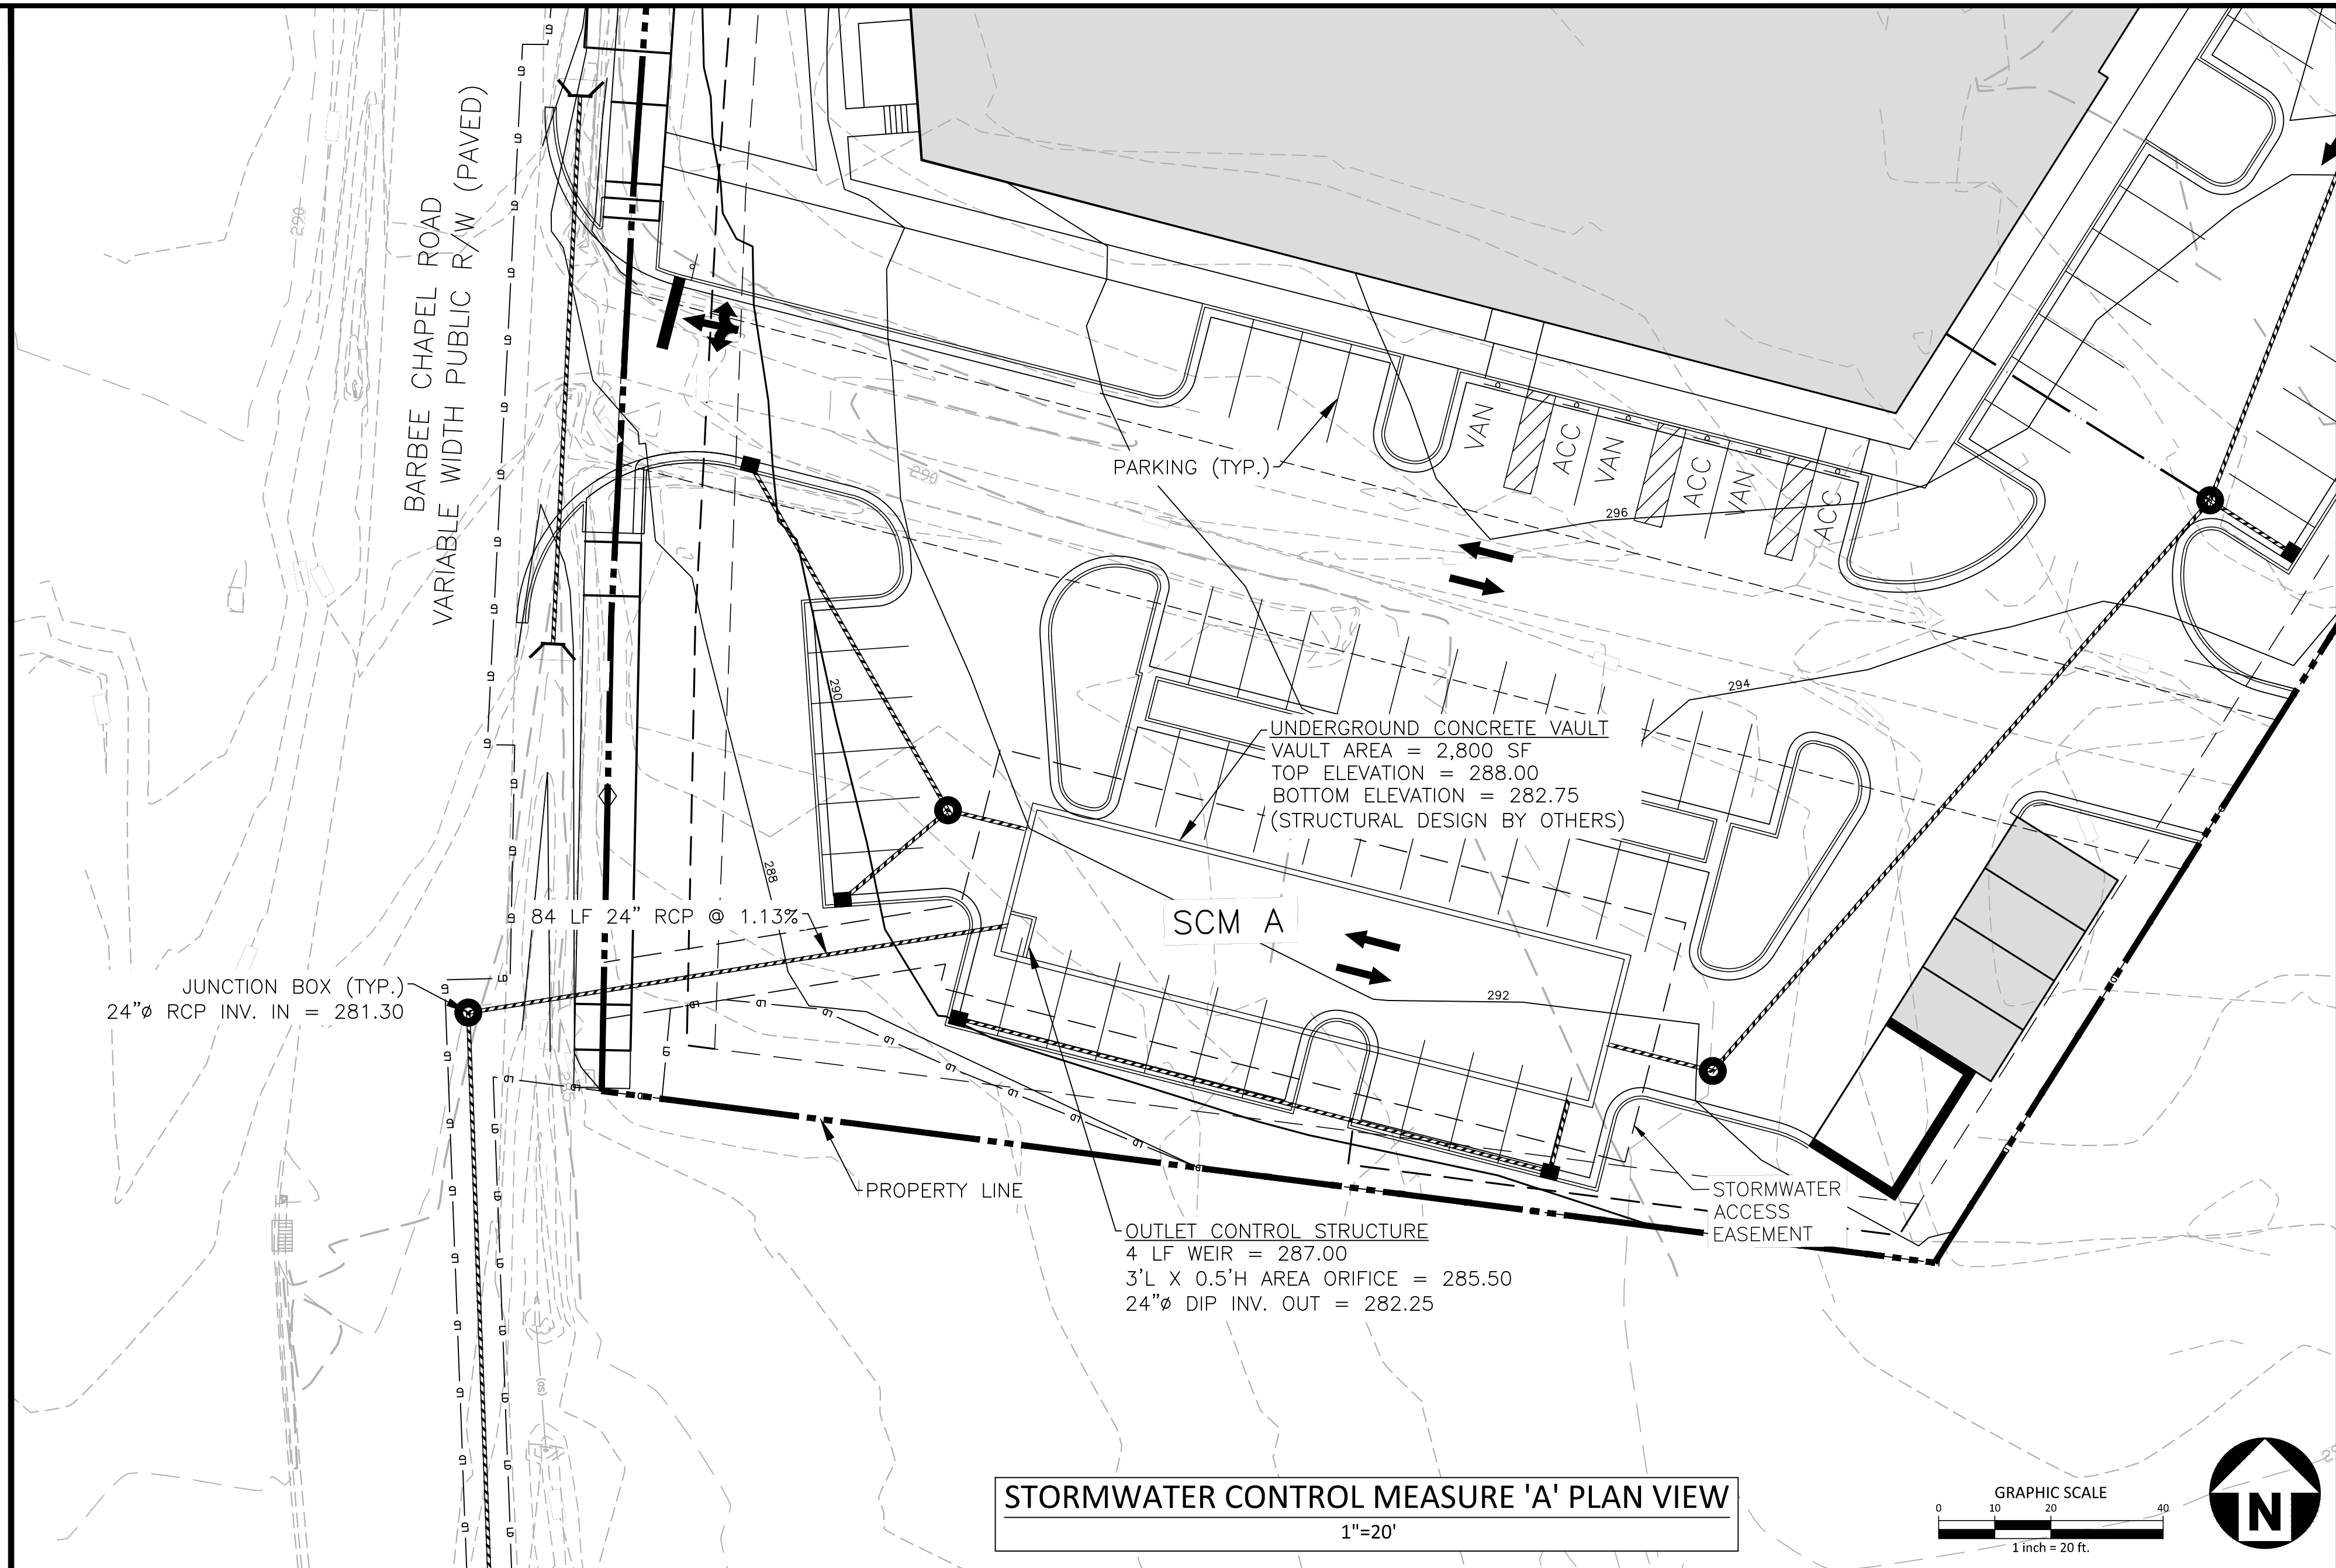 BARBEE CHAPEL ROAD
VARIABLE WIDTH PUBLIC R/W (PAVED)
290
290
PARKING (TYP.)
VAN
ACC
VAN
ACC
VAN
ACC
296
294
290
UNDERGROUND CONCRETE VAULT
VAULT AREA = 2,800 SF
TOP ELEVATION = 288.00
BOTTOM ELEVATION = 282.75
(STRUCTURAL DESIGN BY OTHERS)
288
84 LF 24" RCP @ 1.13%
SCM A
JUNCTION BOX (TYP.)
24"ø RCP INV. IN = 281.30
292
285
PROPERTY LINE
STORMWATER
ACCESS
EASEMENT
OUTLET CONTROL STRUCTURE
4 LF WEIR = 287.00
3'L X 0.5'H AREA ORIFICE = 285.50
24"ø DIP INV. OUT = 282.25
(SD)
STORMWATER CONTROL MEASURE 'A' PLAN VIEW
1"=20'
GRAPHIC SCALE
0 10 20 40
1 inch = 20 ft.
N